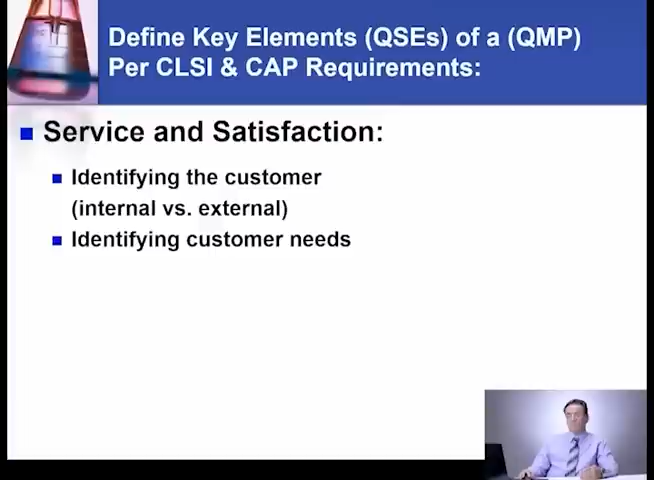 Define Key Elements (QSEs) of a (QMP)
Per CLSI & CAP Requirements:
Service and Satisfaction:
Identifying the customer
(internal vs. external)
Identifying customer needs